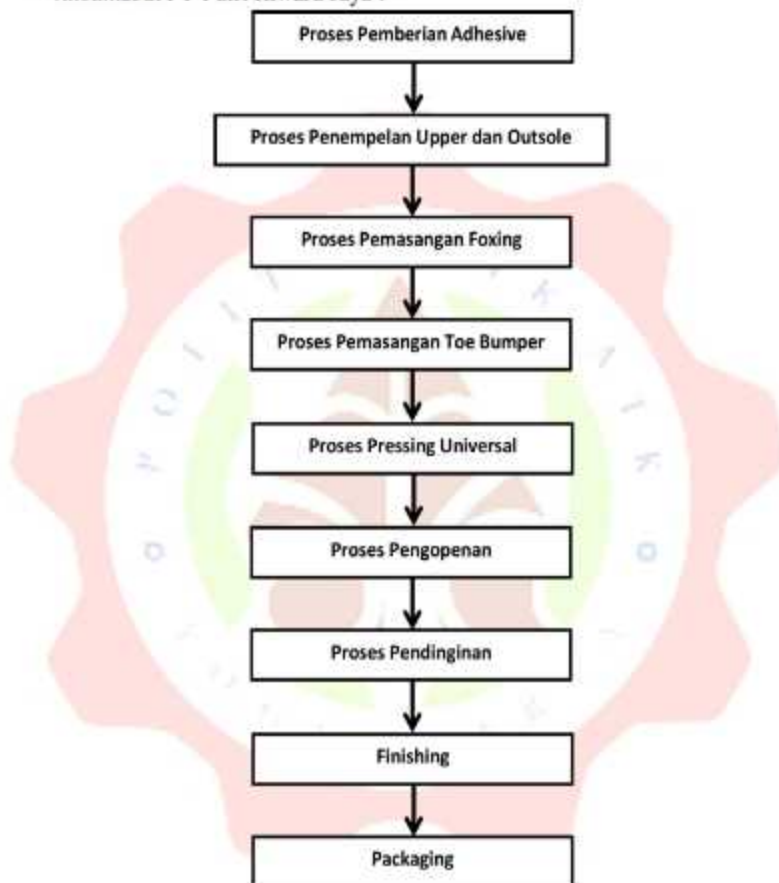 Proses Pemberian Adhesive
Proses Penempelan Upper dan Outsole
Proses Pemasangan Foxing
Proses Pemasangan Toe Bumper
Proses Pressing Universal
Proses Pengopenan
Proses Pendinginan
Finishing
Packaging